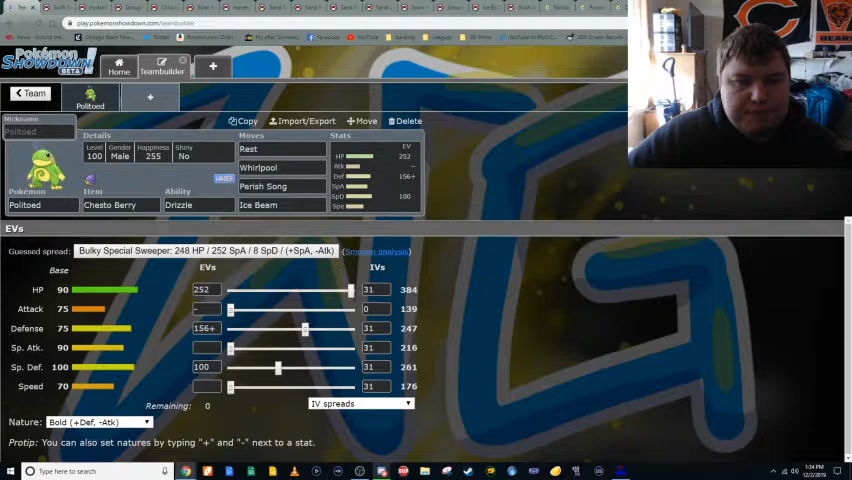 play.pokemonshowdown.com/teambuilder
Facebook YouTube
Pokémon
SHOWDOWN
BETA
Home Teambuilder +
< Team Politoed +
Nickname
Politoed
Copy Import/Export Move Delete
Details
Level Gender Happiness Shiny
100 Male 255 No
WATER
Pokémon Item Ability
Politoed Chesto Berry Drizzle
Moves
Rest
Whirlpool
Perish Song
Ice Beam
Stats
EV
HP 252
Atk -
Def 156+
SpA
SpD 100
Spe
EVs
Guessed spread: Bulky Special Sweeper: 248 HP / 252 SpA / 8 SpD / (+SpA, -Atk) (Smogon analysis)
Base EVs IVs
HP 90 252 31 384
Attack 75 - 0 139
Defense 75 156+ 31 247
Sp. Atk. 90 31 216
Sp. Def. 100 100 31 261
Speed 70 31 176
Remaining: 0 IV spreads
Nature: Bold (+Def, -Atk)
Protip: You can also set natures by typing "+" and "-" next to a stat.
BEARS
Type here to search
1:34 PM
12/2/2019